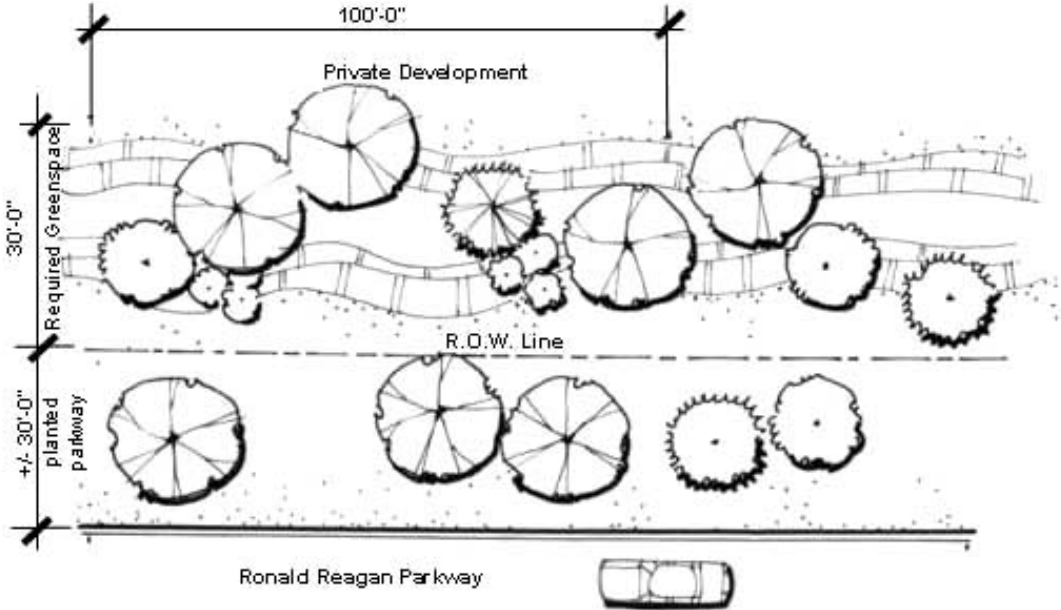 100'-0"
Private Development
30'-0"
Required Greenspace
R.O.W. Line
+/- 30'-0"
planted
parkway
Ronald Reagan Parkway